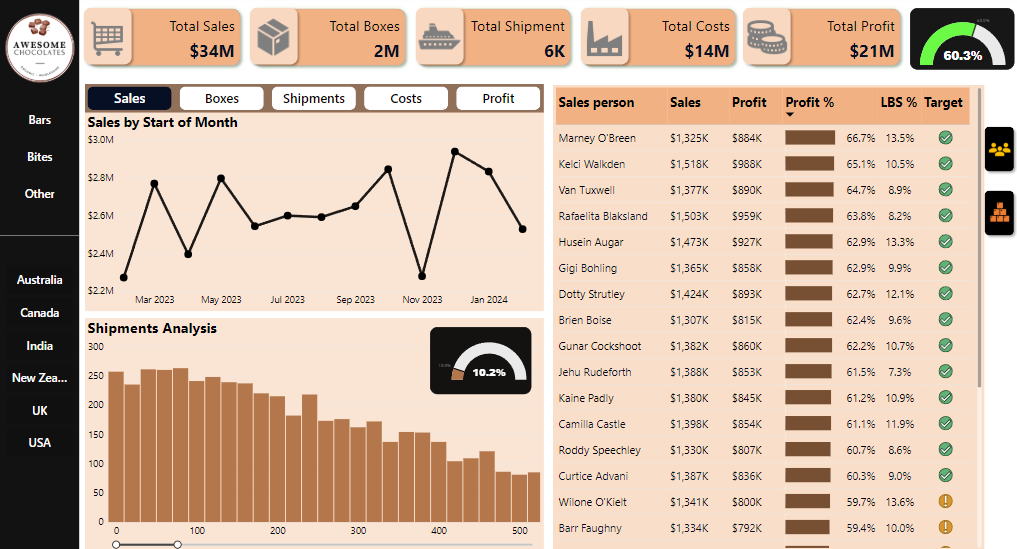 AWESOME
CHOCOLATES
Bars
Bites
Other
Australia
Canada
India
New Zea...
UK
USA
Total Sales
$34M
Total Boxes
2M
Total Shipment
6K
Total Costs
$14M
Total Profit
$21M
60.3%
Sales Boxes Shipments Costs Profit
Sales by Start of Month
$3.0M
$2.8M
$2.6M
$2.4M
$2.2M
Mar 2023 May 2023 Jul 2023 Sep 2023 Nov 2023 Jan 2024
Shipments Analysis
10.2%
300
250
200
150
100
50
0
0 100 200 300 400 500
Sales person Sales Profit Profit % LBS % Target
Marney O'Breen $1,325K $884K 66.7% 13.5%
Kelci Walkden $1,518K $988K 65.1% 10.5%
Van Tuxwell $1,377K $890K 64.7% 8.9%
Rafaelita Blaksland $1,503K $959K 63.8% 8.2%
Husein Augar $1,473K $927K 62.9% 13.3%
Gigi Bohling $1,365K $858K 62.9% 9.9%
Dotty Strutley $1,424K $893K 62.7% 12.1%
Brien Boise $1,307K $815K 62.4% 9.6%
Gunar Cockshoot $1,382K $860K 62.2% 10.7%
Jehu Rudeforth $1,388K $853K 61.5% 7.3%
Kaine Padly $1,380K $845K 61.2% 10.9%
Camilla Castle $1,398K $854K 61.1% 11.9%
Roddy Speechley $1,330K $807K 60.7% 8.6%
Curtice Advani $1,387K $836K 60.3% 9.0%
Wilone O'Kielt $1,341K $800K 59.7% 13.6%
Barr Faughny $1,334K $792K 59.4% 10.0%